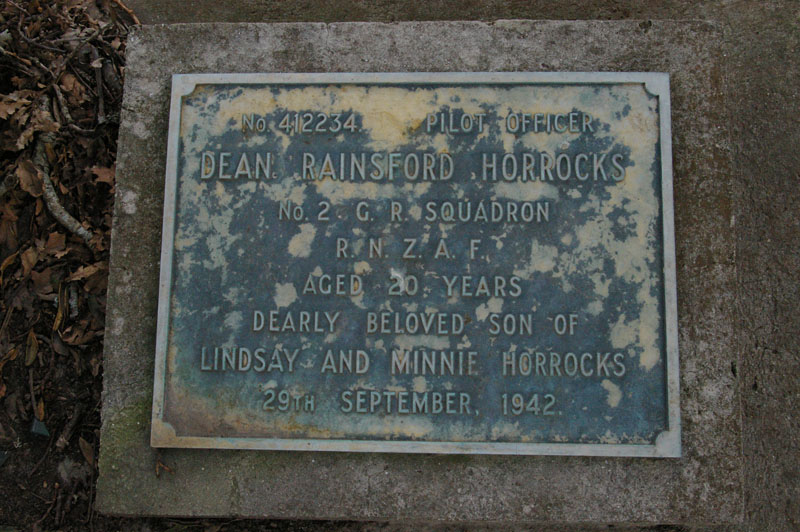 No. 412234. PILOT OFFICER
DEAN RAINSFORD HORROCKS
No. 2 G. R. SQUADRON
R. N. Z. A. F.
AGED 20 YEARS
DEARLY BELOVED SON OF
LINDSAY AND MINNIE HORROCKS
29TH SEPTEMBER, 1942.